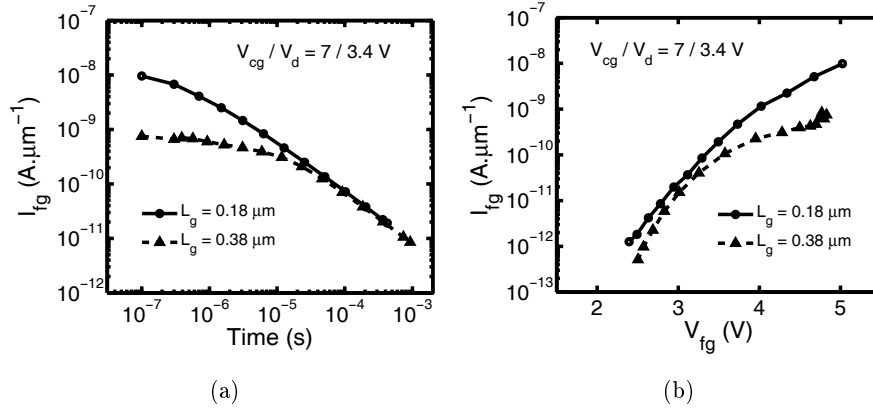 10⁻⁷
10⁻⁸
10⁻⁹
10⁻¹⁰
10⁻¹¹
10⁻¹²
I_fg (A.μm⁻¹)
V_cg / V_d = 7 / 3.4 V
L_g = 0.18 μm
L_g = 0.38 μm
10⁻⁷ 10⁻⁶ 10⁻⁵ 10⁻⁴ 10⁻³
Time (s)
(a)
10⁻⁷
10⁻⁸
10⁻⁹
10⁻¹⁰
10⁻¹¹
10⁻¹²
10⁻¹³
I_fg (A.μm⁻¹)
V_cg / V_d = 7 / 3.4 V
L_g = 0.18 μm
L_g = 0.38 μm
2 3 4 5
V_fg (V)
(b)